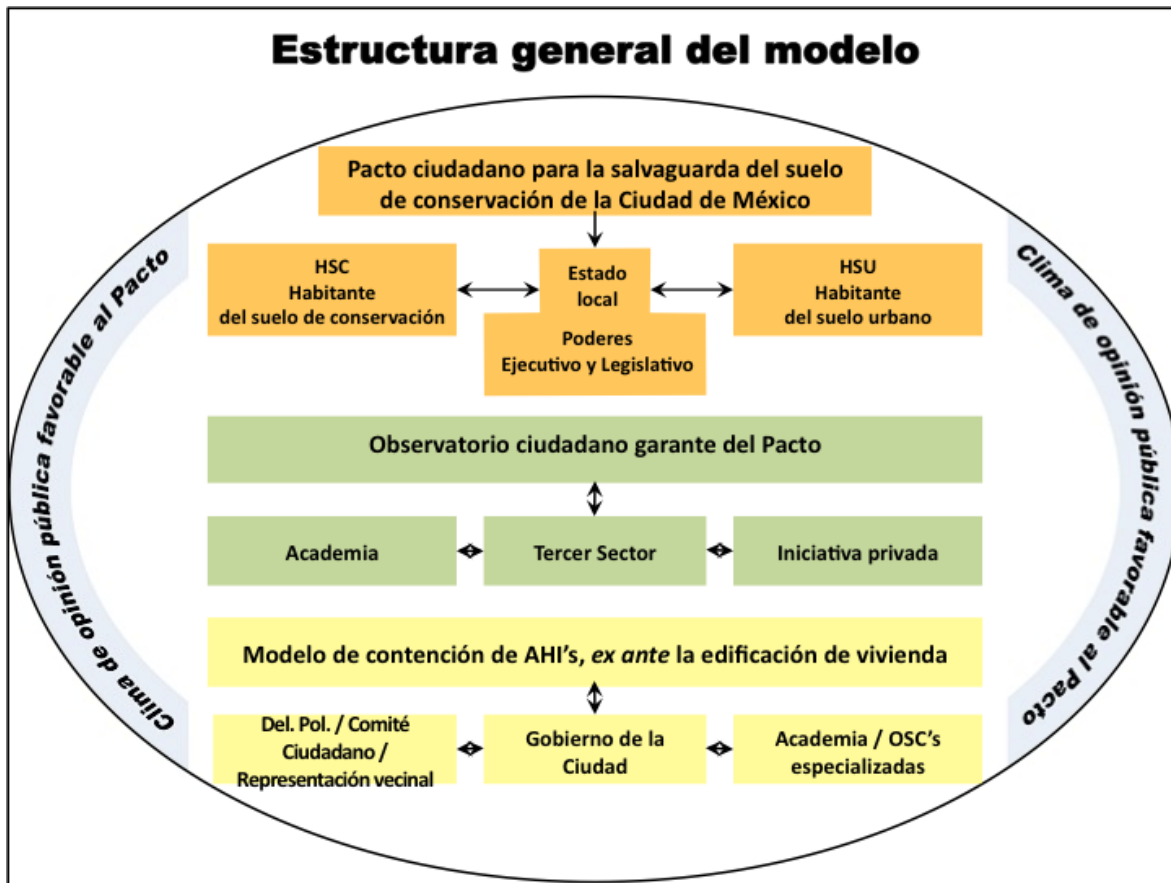 Estructura general del modelo
Pacto ciudadano para la salvaguarda del suelo
de conservación de la Ciudad de México
HSC
Habitante
del suelo de conservación
Estado
local
Poderes
Ejecutivo y Legislativo
HSU
Habitante
del suelo urbano
Clima de opinión pública favorable al Pacto
Clima de opinión pública favorable al Pacto
Observatorio ciudadano garante del Pacto
Academia
Tercer Sector
Iniciativa privada
Modelo de contención de AHI’s, ex ante la edificación de vivienda
Del. Pol. / Comité
Ciudadano /
Representación vecinal
Gobierno de la
Ciudad
Academia / OSC’s
especializadas